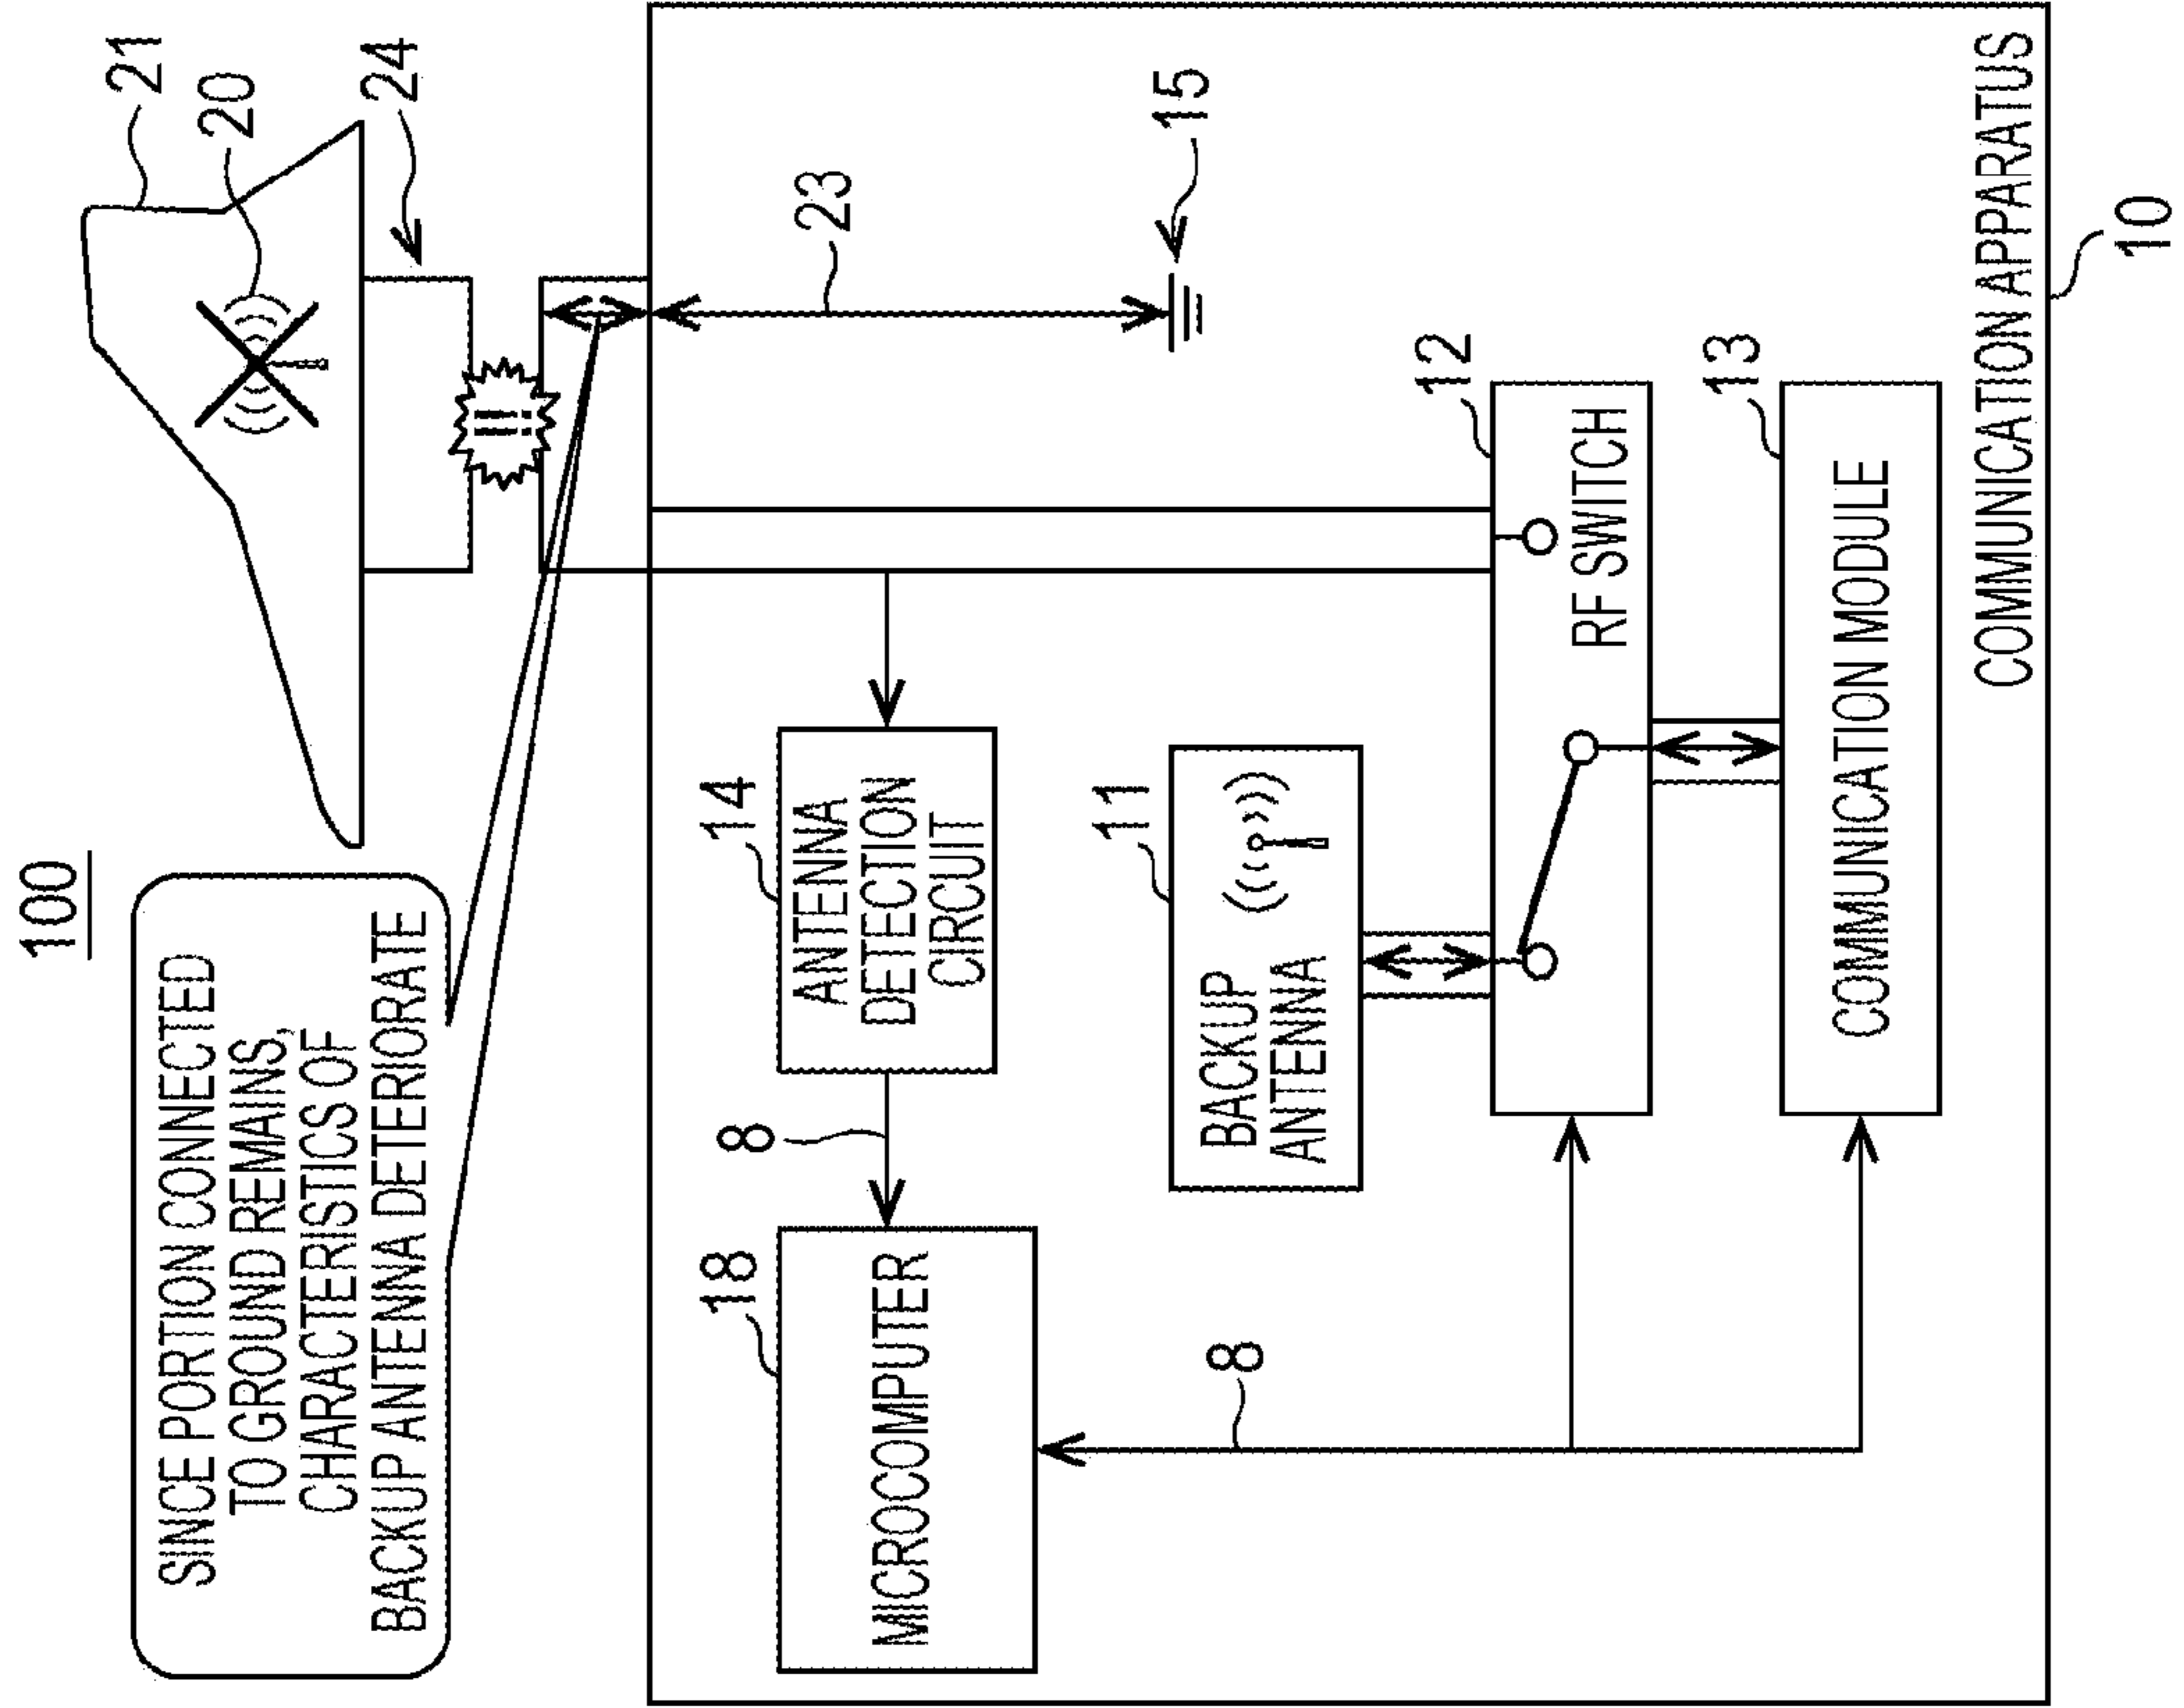 100
SINCE PORTION CONNECTED
TO GROUND REMAINS,
CHARACTERISTICS OF
BACKUP ANTENNA DETERIORATE
21
20
24
!!
23
15
14
ANTENNA
DETECTION
CIRCUIT
8
18
MICROCOMPUTER
8
11
BACKUP
ANTENNA
12
RF SWITCH
13
COMMUNICATION MODULE
COMMUNICATION APPARATUS
10